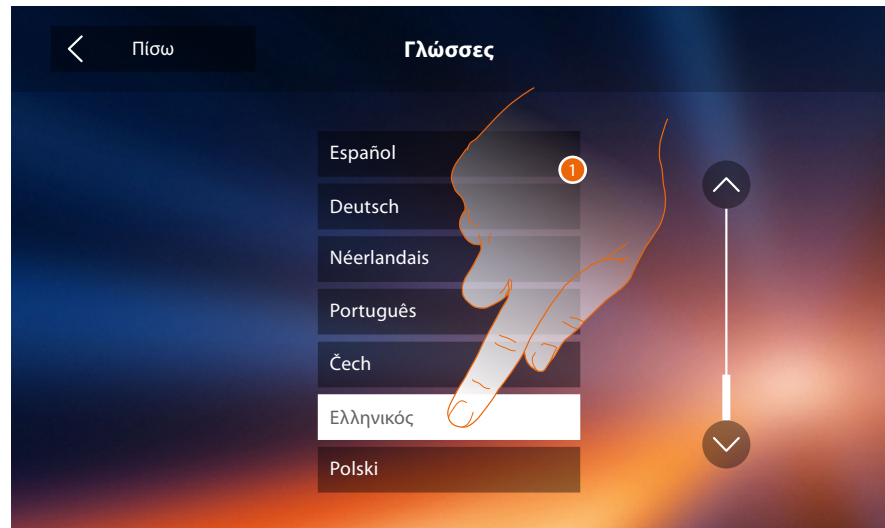 Πίσω
Γλώσσες
Español
1
Deutsch
Néerlandais
Português
Čech
Ελληνικός
Polski